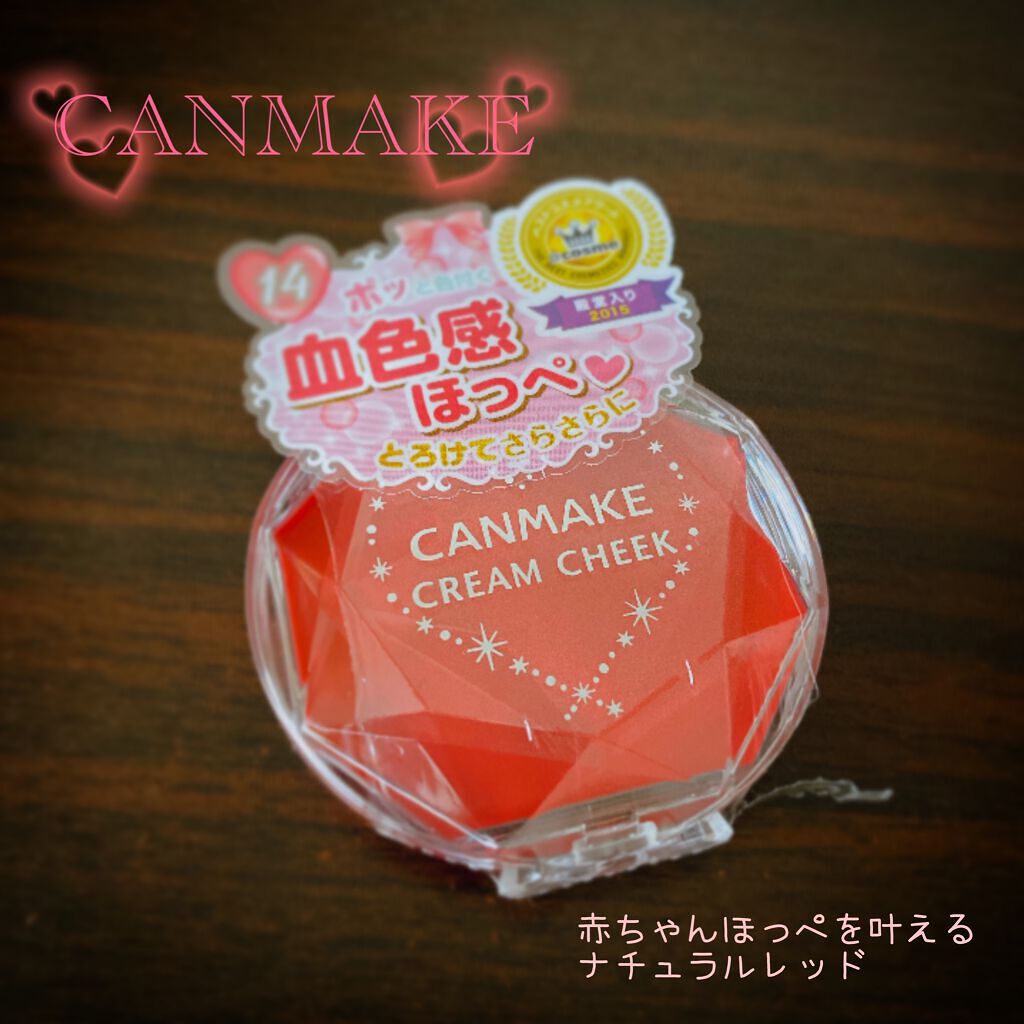 CANMAKE
14
ポッと色付く
@cosme
殿堂入り
2015
血色感
ほっぺ
とろけてさらさらに
CANMAKE
CREAM CHEEK
赤ちゃんほっぺを叶える
ナチュラルレッド